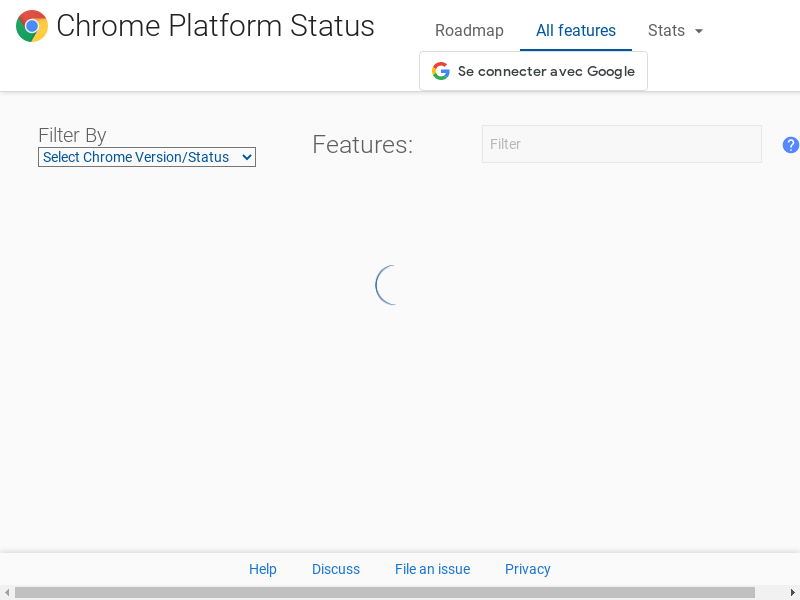 Chrome Platform Status
Roadmap
All features
Stats
Se connecter avec Google
Filter By
Select Chrome Version/Status
Features:
Filter
?
Help
Discuss
File an issue
Privacy